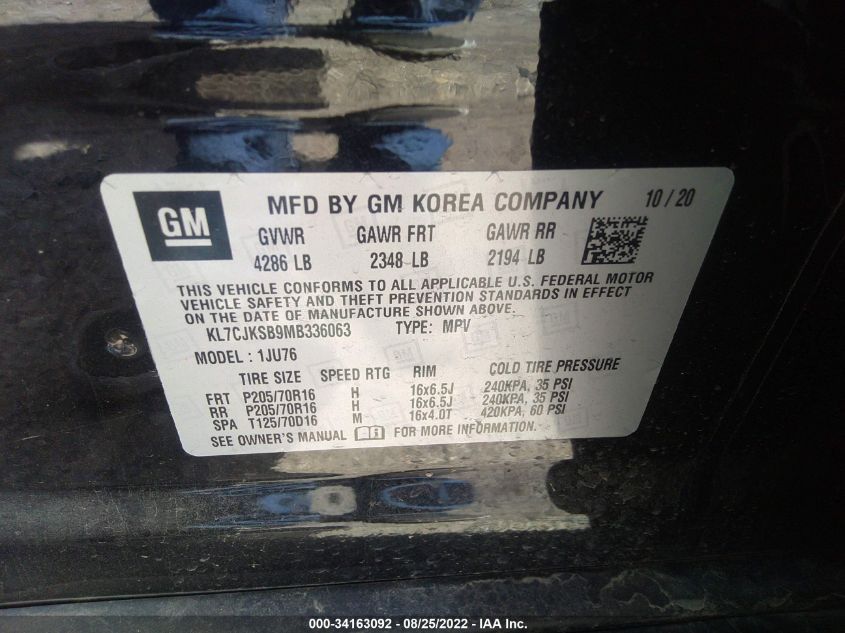 GM
MFD BY GM KOREA COMPANY 10 / 20
GVWR GAWR FRT GAWR RR
4286 LB 2348 LB 2194 LB
THIS VEHICLE CONFORMS TO ALL APPLICABLE U.S. FEDERAL MOTOR
VEHICLE SAFETY AND THEFT PREVENTION STANDARDS IN EFFECT
ON THE DATE OF MANUFACTURE SHOWN ABOVE.
KL7CJKSB9MB336063 TYPE: MPV
MODEL : 1JU76
TIRE SIZE SPEED RTG RIM COLD TIRE PRESSURE
FRT P205/70R16 H 16x6.5J 240KPA, 35 PSI
RR P205/70R16 H 16x6.5J 240KPA, 35 PSI
SPA T125/70D16 M 16x4.0T 420KPA, 60 PSI
SEE OWNER'S MANUAL FOR MORE INFORMATION.
000-34163092 - 08/25/2022 - IAA Inc.